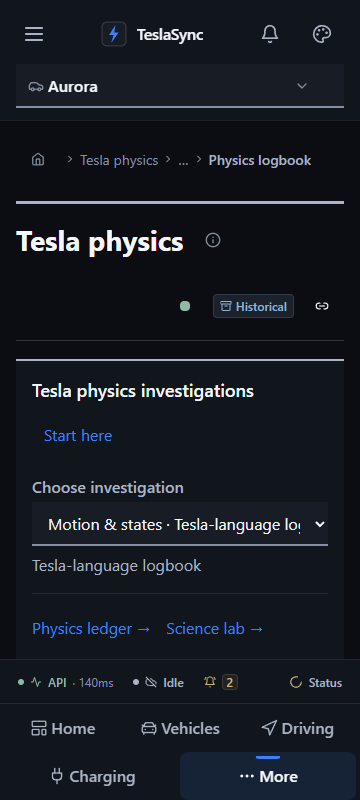 TeslaSync
Aurora
Tesla physics ... Physics logbook
Tesla physics
Historical
Tesla physics investigations
Start here
Choose investigation
Motion & states · Tesla-language log
Tesla-language logbook
Physics ledger → Science lab →
API · 140ms Idle 2 Status
Home Vehicles Driving
Charging More